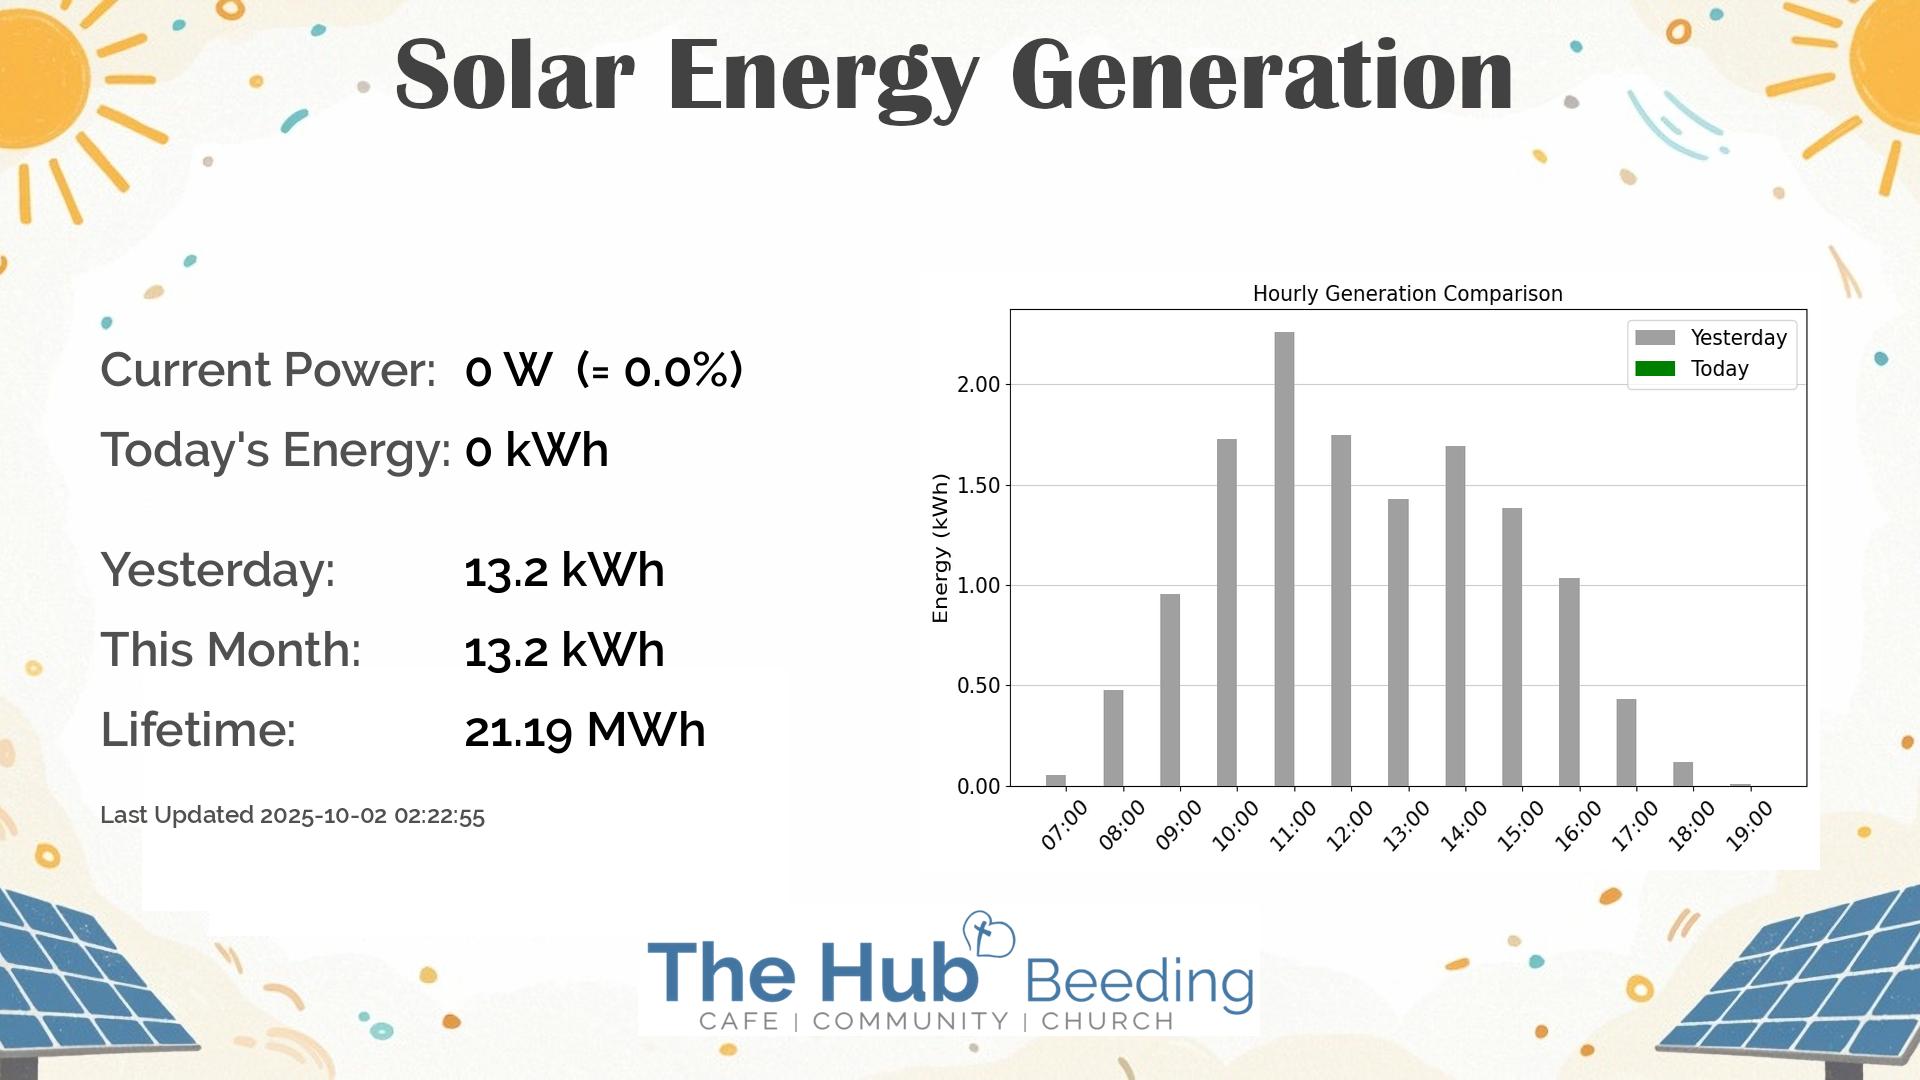 Solar Energy Generation
Current Power: 0 W (= 0.0%)
Today's Energy: 0 kWh
Yesterday: 13.2 kWh
This Month: 13.2 kWh
Lifetime: 21.19 MWh
Last Updated 2025-10-02 02:22:55
Hourly Generation Comparison
Yesterday
Today
Energy (kWh)
2.00
1.50
1.00
0.50
0.00
07:00 08:00 09:00 10:00 11:00 12:00 13:00 14:00 15:00 16:00 17:00 18:00 19:00
The Hub Beeding
CAFE | COMMUNITY | CHURCH